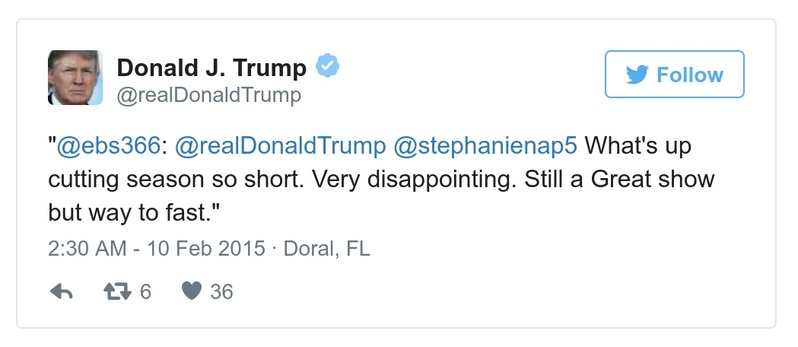 Donald J. Trump
Follow
@realDonaldTrump
"@ebs366: @realDonaldTrump @stephanienap5 What's up
cutting season so short. Very disappointing. Still a Great show
but way to fast."
2:30 AM - 10 Feb 2015 · Doral, FL
6 36